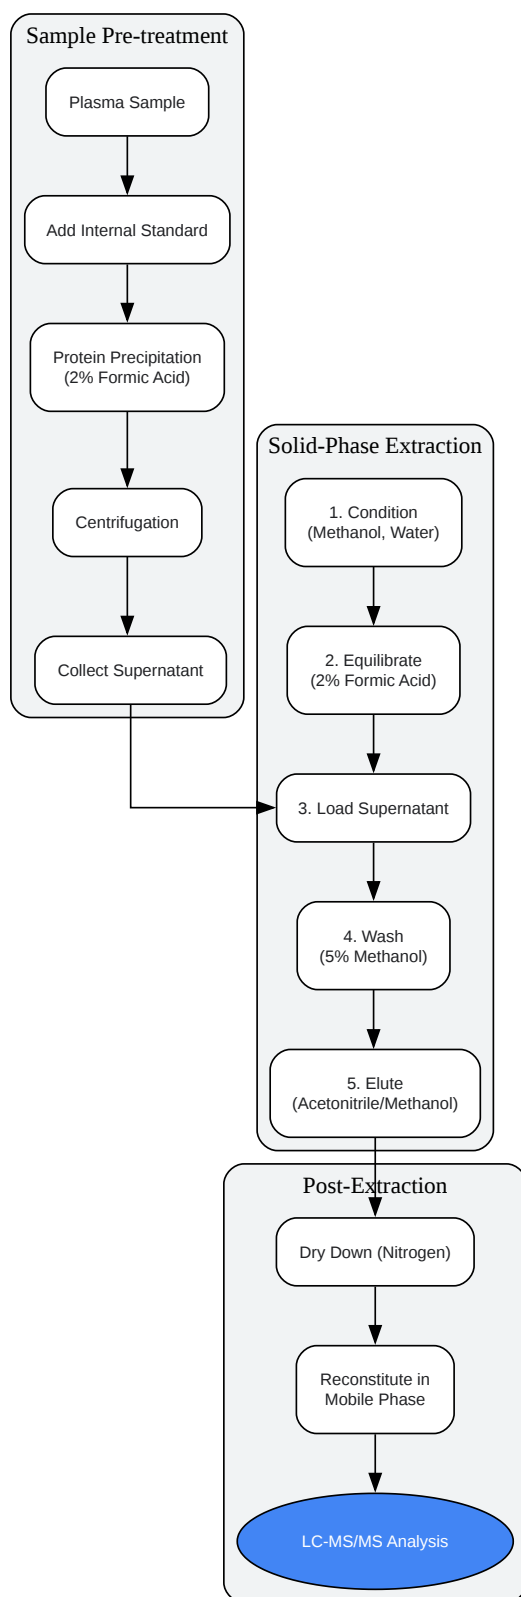 Sample Pre-treatment
Plasma Sample
Add Internal Standard
Protein Precipitation
(2% Formic Acid)
Centrifugation
Collect Supernatant
Solid-Phase Extraction
1. Condition
(Methanol, Water)
2. Equilibrate
(2% Formic Acid)
3. Load Supernatant
4. Wash
(5% Methanol)
5. Elute
(Acetonitrile/Methanol)
Post-Extraction
Dry Down (Nitrogen)
Reconstitute in
Mobile Phase
LC-MS/MS Analysis